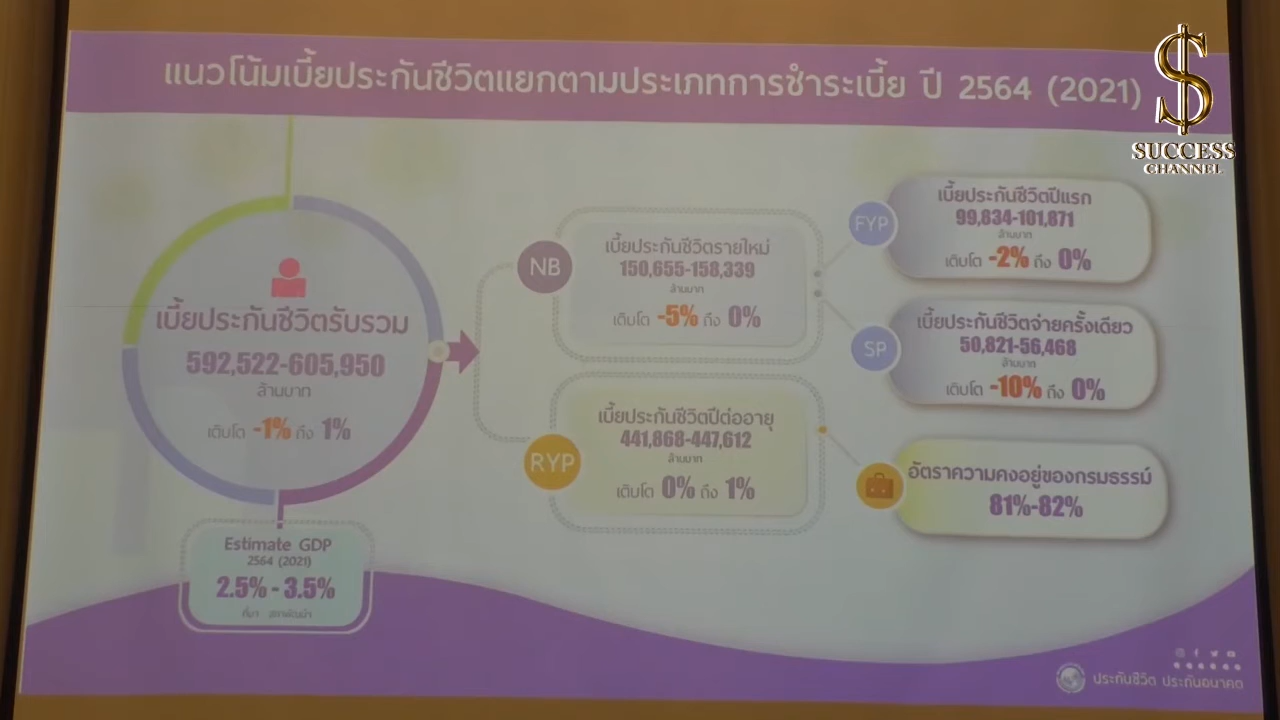 แนวโน้มเบี้ยประกันชีวิตแยกตามประเภทการชำระเบี้ย ปี 2564 (2021)
SUCCESS
CHANNEL
เบี้ยประกันชีวิตรับรวม
592,522-605,950
ล้านบาท
เติบโต -1% ถึง 1%
Estimate GDP
2564 (2021)
2.5% - 3.5%
ที่มา : สภาพัฒน์ฯ
NB
เบี้ยประกันชีวิตรายใหม่
150,655-158,339
ล้านบาท
เติบโต -5% ถึง 0%
RYP
เบี้ยประกันชีวิตปีต่ออายุ
441,868-447,612
ล้านบาท
เติบโต 0% ถึง 1%
FYP
เบี้ยประกันชีวิตปีแรก
99,834-101,871
ล้านบาท
เติบโต -2% ถึง 0%
SP
เบี้ยประกันชีวิตจ่ายครั้งเดียว
50,821-56,468
ล้านบาท
เติบโต -10% ถึง 0%
อัตราความคงอยู่ของกรมธรรม์
81%-82%
ประกันชีวิต ประกันอนาคต